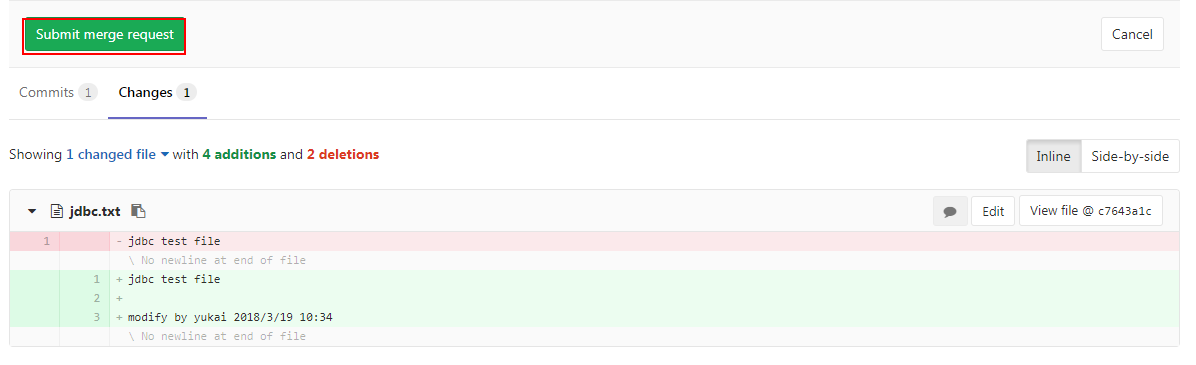 Submit merge request Cancel
Commits 1 Changes 1
Showing 1 changed file with 4 additions and 2 deletions Inline Side-by-side
jdbc.txt Edit View file @ c7643a1c
1 - jdbc test file
\ No newline at end of file
1 + jdbc test file
2 +
3 + modify by yukai 2018/3/19 10:34
\ No newline at end of file